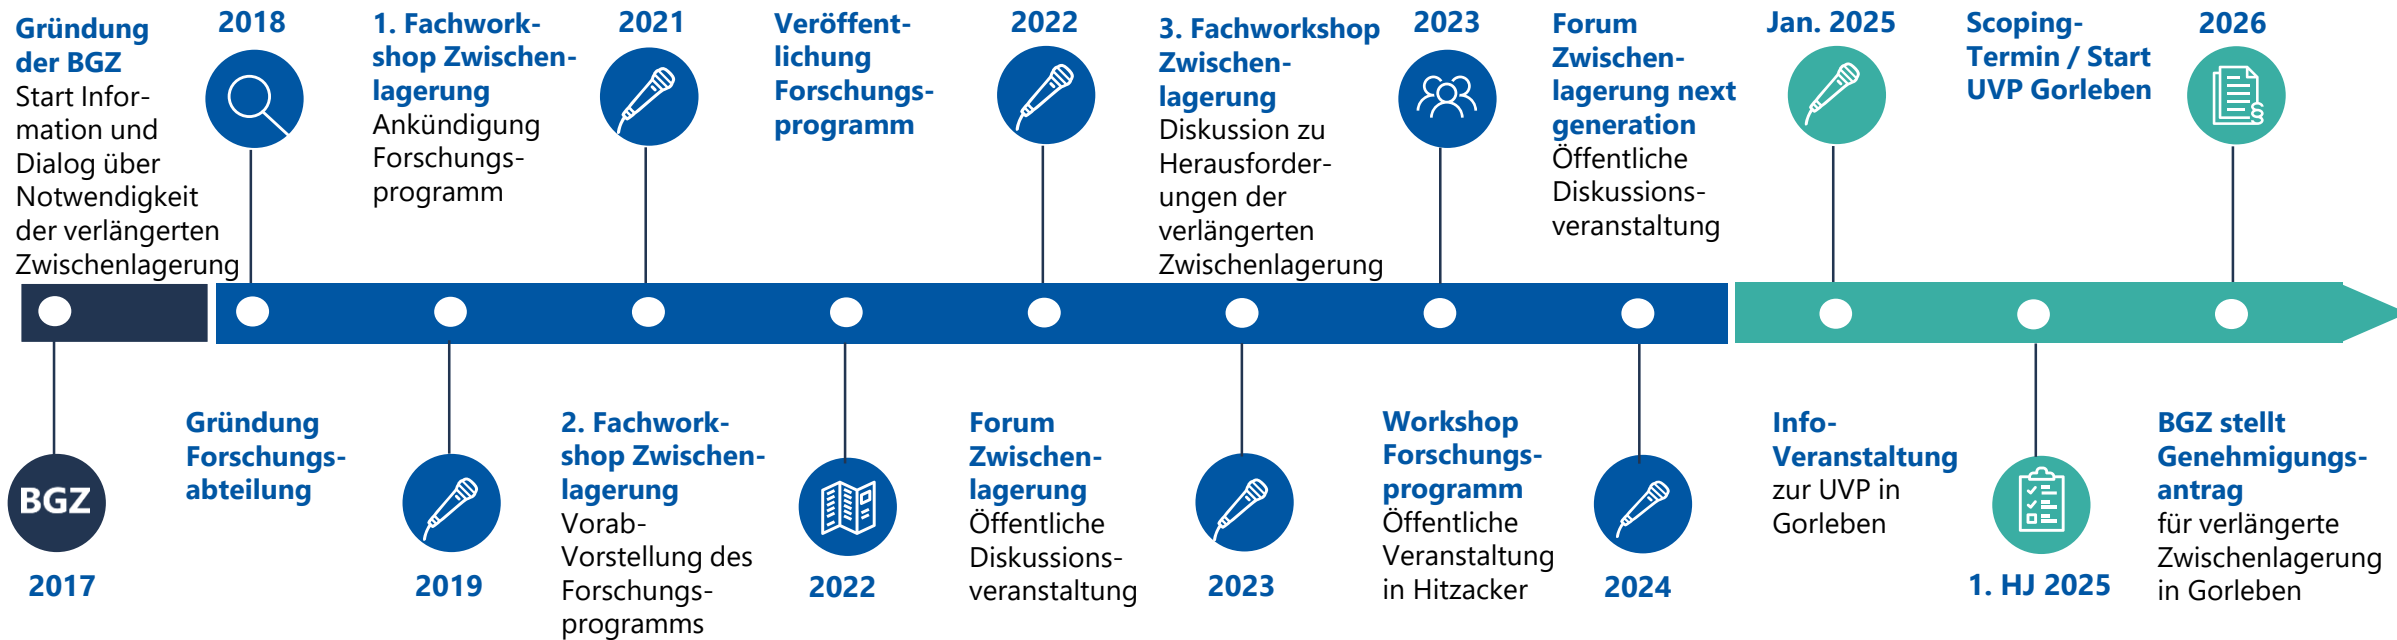 Gründung
der BGZ
Start Infor-
mation und
Dialog über
Notwendigkeit
der verlängerten
Zwischenlagerung
BGZ
2017
2018
Gründung
Forschungs-
abteilung
1. Fachwork-
shop Zwischen-
lagerung
Ankündigung
Forschungs-
programm
2019
2021
2. Fachwork-
shop Zwischen-
lagerung
Vorab-
Vorstellung des
Forschungs-
programms
Veröffent-
lichung
Forschungs-
programm
2022
2022
Forum
Zwischen-
lagerung
Öffentliche
Diskussions-
veranstaltung
3. Fachworkshop
Zwischen-
lagerung
Diskussion zu
Herausforder-
ungen der
verlängerten
Zwischenlagerung
2023
2023
Workshop
Forschungs-
programm
Öffentliche
Veranstaltung
in Hitzacker
Forum
Zwischen-
lagerung next
generation
Öffentliche
Diskussions-
veranstaltung
2024
Jan. 2025
Info-
Veranstaltung
zur UVP in
Gorleben
Scoping-
Termin / Start
UVP Gorleben
1. HJ 2025
2026
§
BGZ stellt
Genehmigungs-
antrag
für verlängerte
Zwischenlagerung
in Gorleben